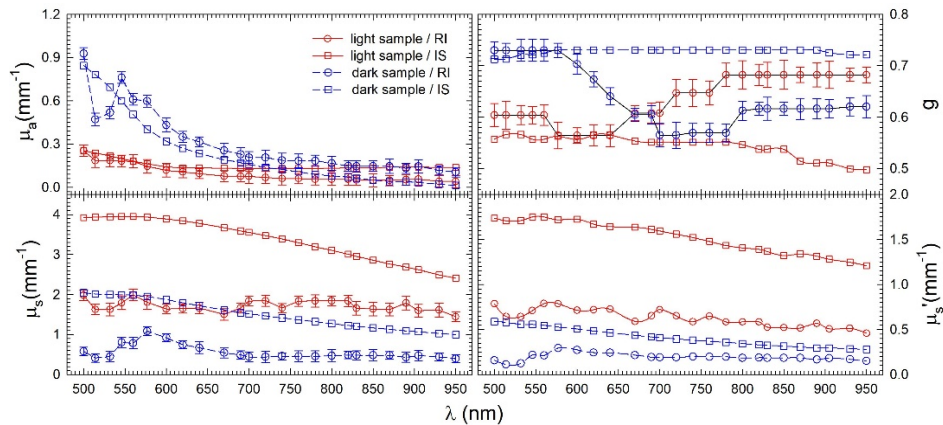 1.2
0.9
0.6
0.3
0.0
μa(mm-1)
light sample / RI
light sample / IS
dark sample / RI
dark sample / IS
0.8
0.7
0.6
0.5
g
4
3
2
1
0
μs(mm-1)
2.0
1.5
1.0
0.5
0.0
μs'(mm-1)
500 550 600 650 700 750 800 850 900 950
500 550 600 650 700 750 800 850 900 950
λ (nm)